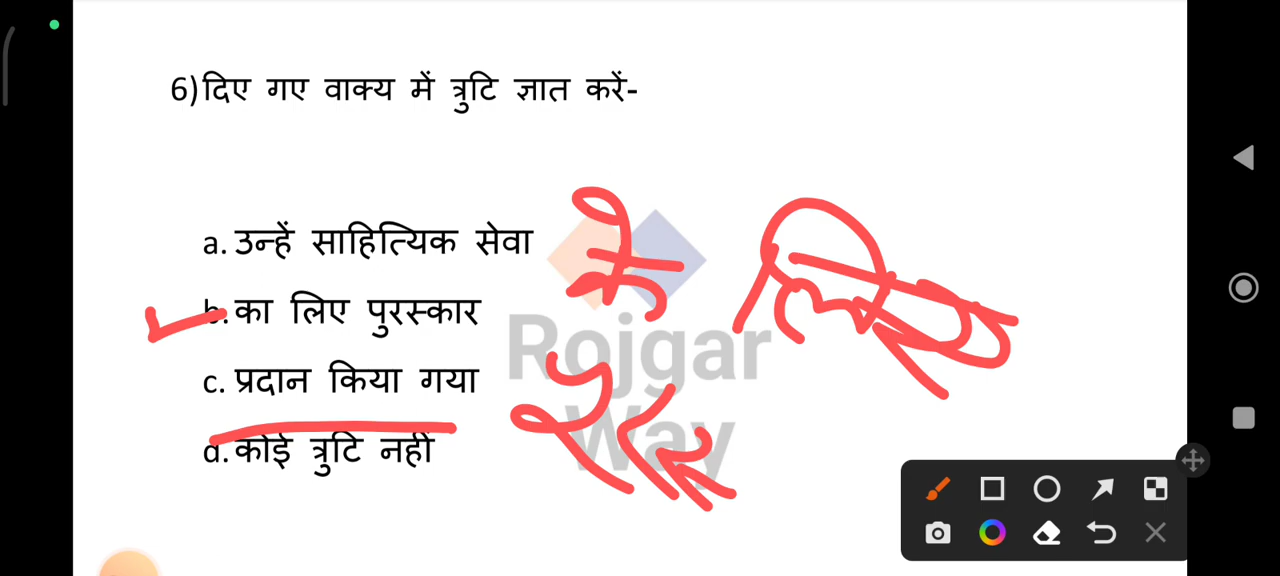 6)दिए गए वाक्य में त्रुटि ज्ञात करें-
a. उन्हें साहित्यिक सेवा
के लिए
b. का लिए पुरस्कार
Rojgar
c. प्रदान किया गया
Way
d. कोई त्रुटि नहीं